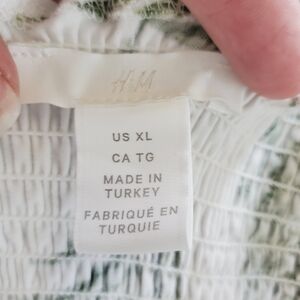 H&M
US XL
CA TG
MADE IN
TURKEY
FABRIQUÉ EN
TURQUIE